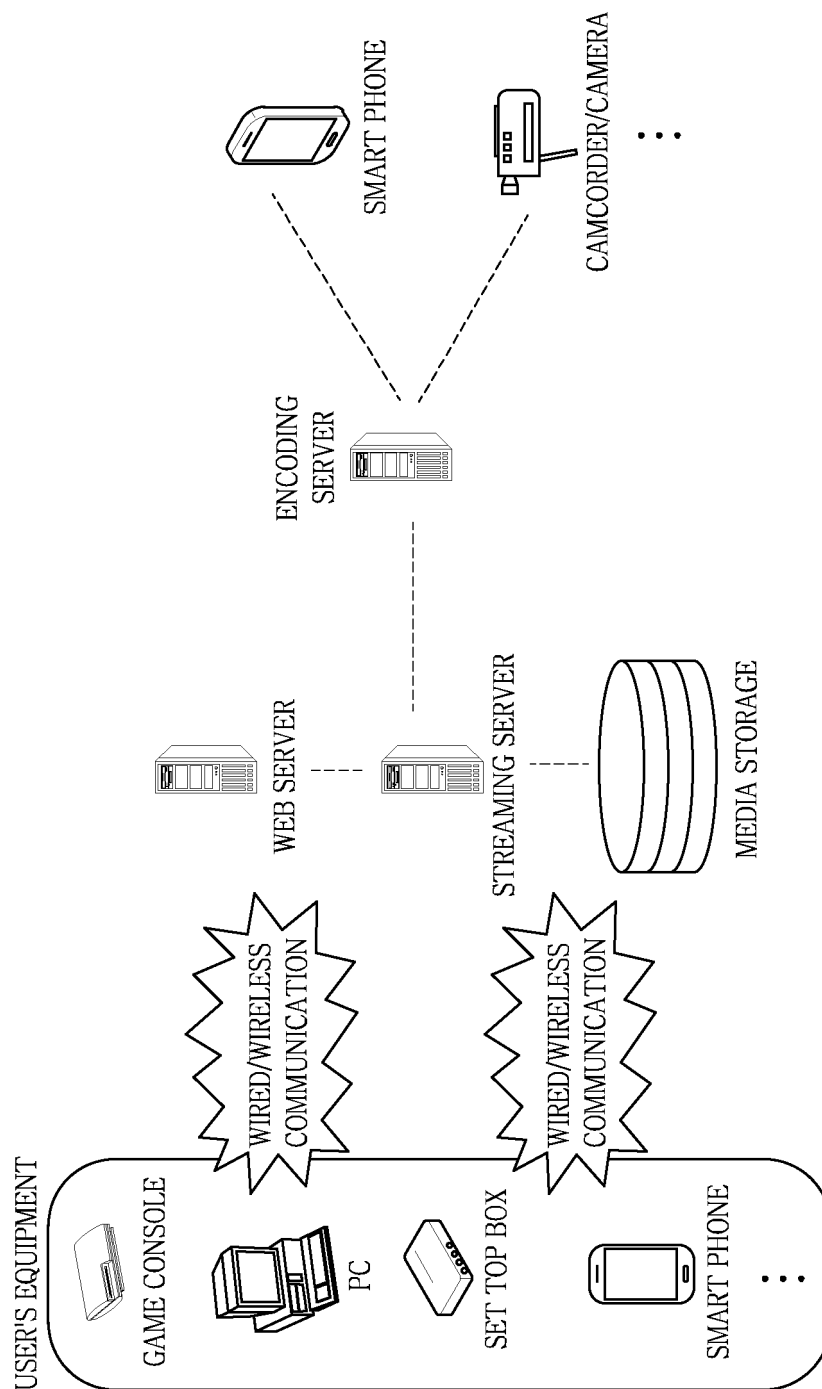 USER'S EQUIPMENT
GAME CONSOLE
PC
SET TOP BOX
SMART PHONE
...
WIRED/WIRELESS
COMMUNICATION
WIRED/WIRELESS
COMMUNICATION
WEB SERVER
STREAMING SERVER
MEDIA STORAGE
ENCODING
SERVER
SMART PHONE
CAMCORDER/CAMERA
...